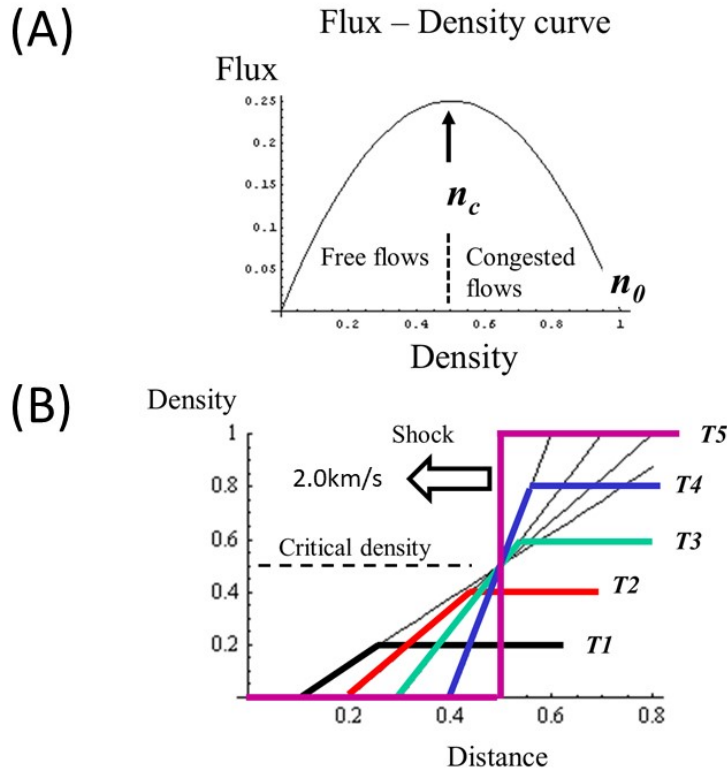 (A)
Flux – Density curve
Flux
0.25
0.2
0.15
0.1
0.05
n_c
Free flows
Congested
flows
n_0
0.2
0.4
0.6
0.8
1
Density
(B)
Density
1
0.8
0.6
0.4
0.2
Shock
2.0km/s
Critical density
T5
T4
T3
T2
T1
0.2
0.4
0.6
0.8
Distance